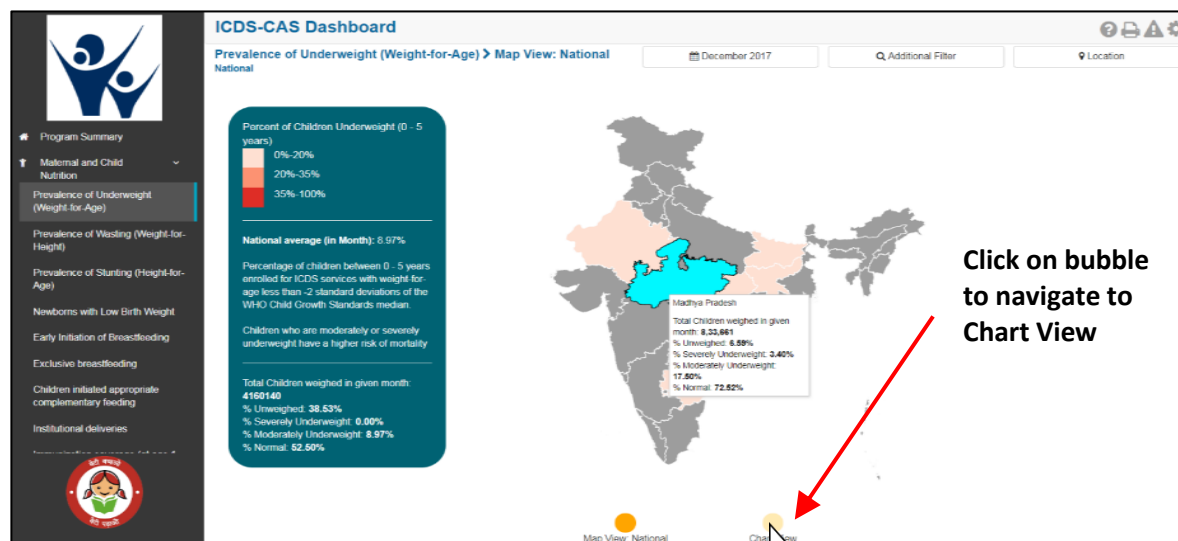 ICDS-CAS Dashboard
Prevalence of Underweight (Weight-for-Age) > Map View: National
National
December 2017
Additional Filter
Location
Program Summary
Maternal and Child
Nutrition
Prevalence of Underweight
(Weight-for-Age)
Prevalence of Wasting (Weight-for-
Height)
Prevalence of Stunting (Height-for-
Age)
Newborns with Low Birth Weight
Early Initiation of Breastfeeding
Exclusive breastfeeding
Children initiated appropriate
complementary feeding
Institutional deliveries
बेटी बचाओ
बेटी पढ़ाओ
Percent of Children Underweight (0 - 5
years)
0%-20%
20%-35%
35%-100%
National average (in Month): 8.97%
Percentage of children between 0 - 5 years
enrolled for ICDS services with weight-for-
age less than -2 standard deviations of the
WHO Child Growth Standards median.
Children who are moderately or severely
underweight have a higher risk of mortality
Total Children weighed in given month:
4160140
% Unweighed: 38.53%
% Severely Underweight: 0.00%
% Moderately Underweight: 8.97%
% Normal: 52.50%
Madhya Pradesh
Total Children weighed in given
month: 8,33,661
% Unweighed: 6.59%
% Severely Underweight: 3.40%
% Moderately Underweight:
17.50%
% Normal: 72.52%
Click on bubble
to navigate to
Chart View
Map View: National
Chart View